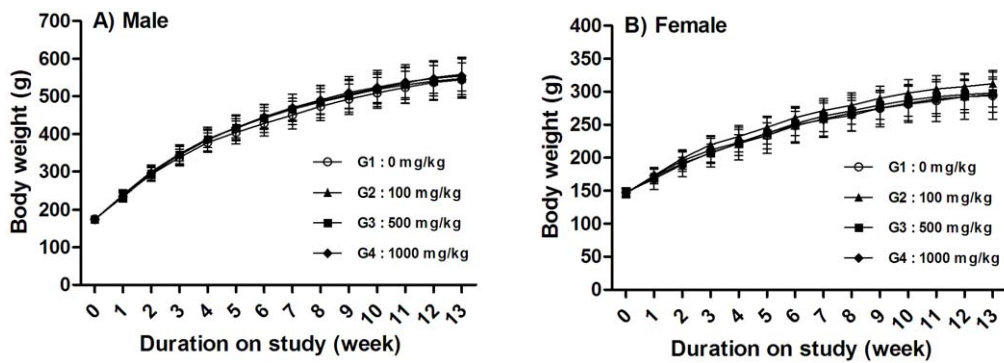 A) Male
Body weight (g)
700
600
500
400
300
200
100
0
G1 : 0 mg/kg
G2 : 100 mg/kg
G3 : 500 mg/kg
G4 : 1000 mg/kg
0 1 2 3 4 5 6 7 8 9 10 11 12 13
Duration on study (week)
B) Female
Body weight (g)
400
350
300
250
200
150
100
50
0
G1 : 0 mg/kg
G2 : 100 mg/kg
G3 : 500 mg/kg
G4 : 1000 mg/kg
0 1 2 3 4 5 6 7 8 9 10 11 12 13
Duration on study (week)